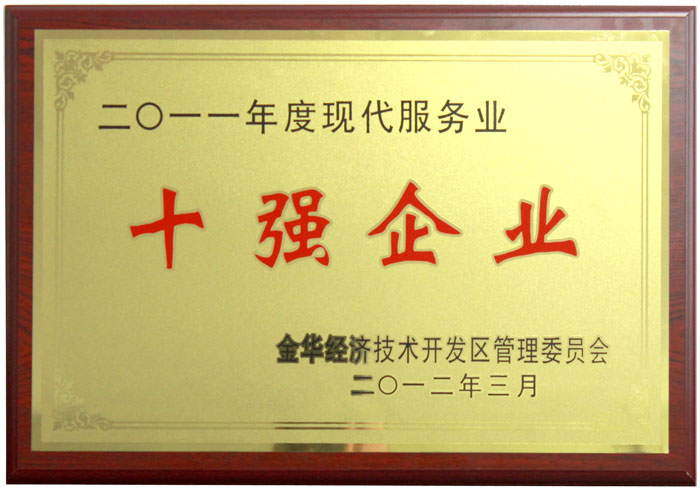 二〇一一年度现代服务业
十强企业
金华经济技术开发区管理委员会
二〇一二年三月